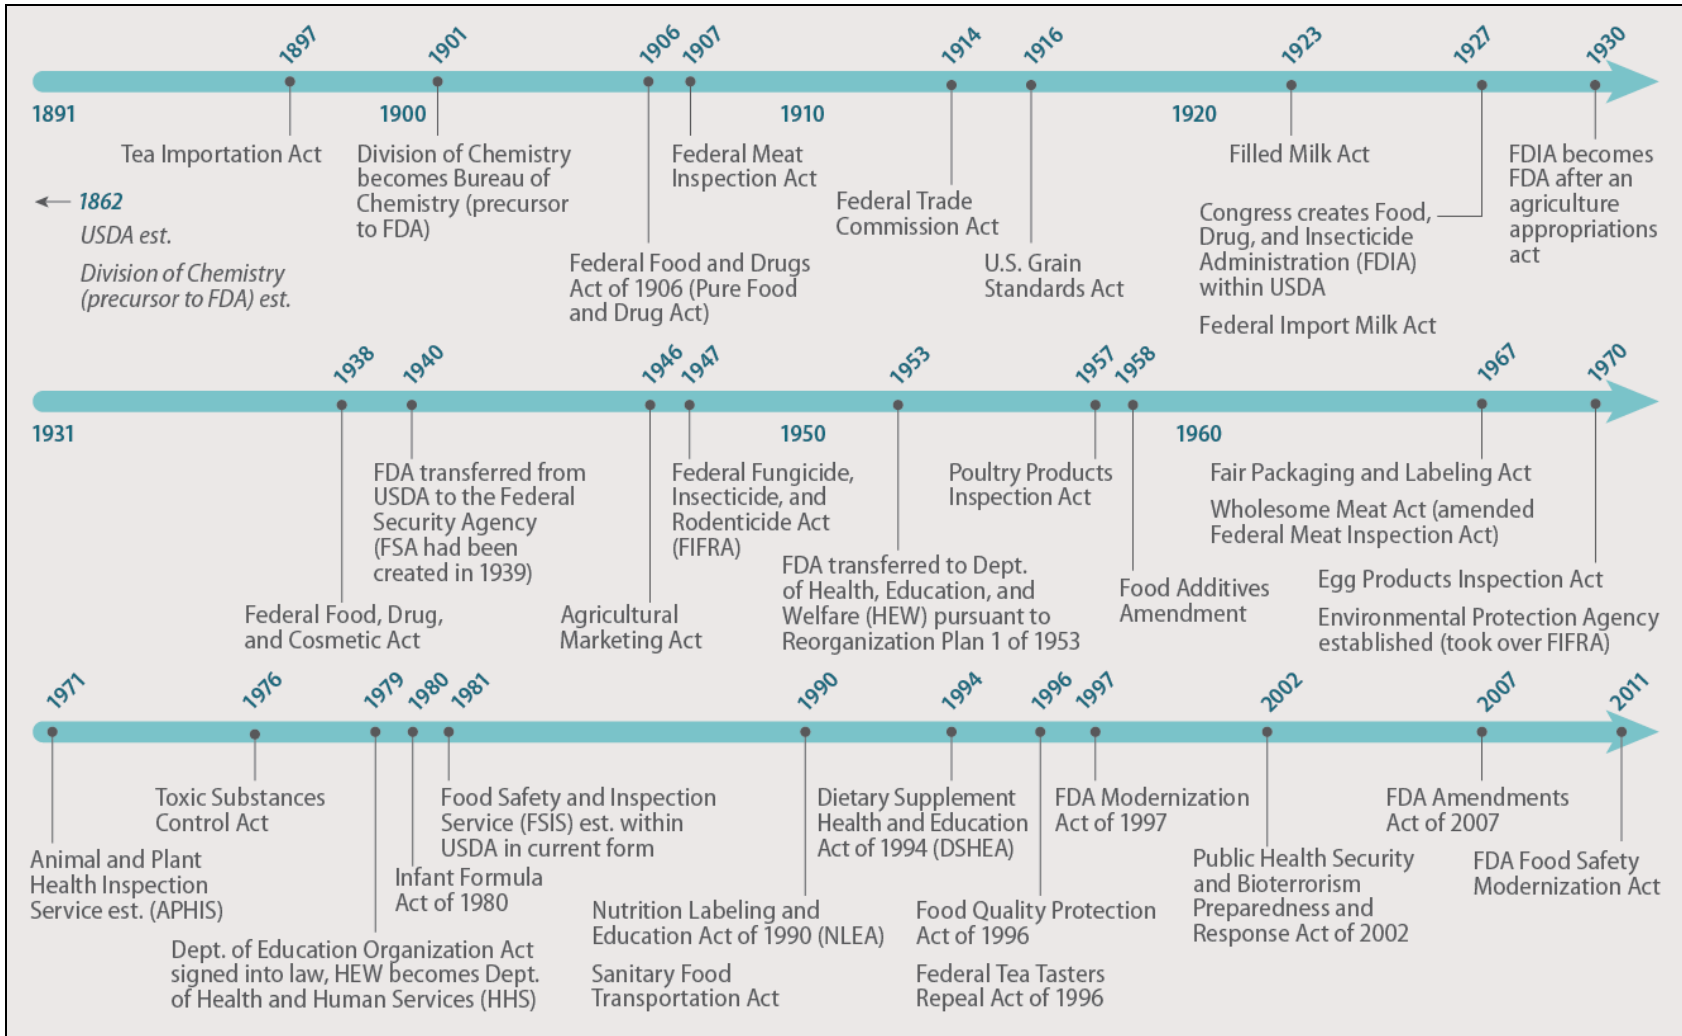 1897
1901
1906
1907
1914
1916
1923
1927
1930
1891
1900
1910
1920
Tea Importation Act
1862
USDA est.
Division of Chemistry
(precursor to FDA) est.
Division of Chemistry
becomes Bureau of
Chemistry (precursor
to FDA)
Federal Food and Drugs
Act of 1906 (Pure Food
and Drug Act)
Federal Meat
Inspection Act
Federal Trade
Commission Act
U.S. Grain
Standards Act
Filled Milk Act
Congress creates Food,
Drug, and Insecticide
Administration (FDIA)
within USDA
Federal Import Milk Act
FDIA becomes
FDA after an
agriculture
appropriations
act
1938
1940
1946
1947
1953
1957
1958
1967
1970
1931
1950
1960
Federal Food, Drug,
and Cosmetic Act
FDA transferred from
USDA to the Federal
Security Agency
(FSA had been
created in 1939)
Agricultural
Marketing Act
Federal Fungicide,
Insecticide, and
Rodenticide Act
(FIFRA)
FDA transferred to Dept.
of Health, Education, and
Welfare (HEW) pursuant to
Reorganization Plan 1 of 1953
Poultry Products
Inspection Act
Food Additives
Amendment
Fair Packaging and Labeling Act
Wholesome Meat Act (amended
Federal Meat Inspection Act)
Egg Products Inspection Act
Environmental Protection Agency
established (took over FIFRA)
1971
1976
1979
1980
1981
1990
1994
1996
1997
2002
2007
2011
Animal and Plant
Health Inspection
Service est. (APHIS)
Toxic Substances
Control Act
Dept. of Education Organization Act
signed into law, HEW becomes Dept.
of Health and Human Services (HHS)
Infant Formula
Act of 1980
Food Safety and Inspection
Service (FSIS) est. within
USDA in current form
Nutrition Labeling and
Education Act of 1990 (NLEA)
Sanitary Food
Transportation Act
Dietary Supplement
Health and Education
Act of 1994 (DSHEA)
Food Quality Protection
Act of 1996
Federal Tea Tasters
Repeal Act of 1996
FDA Modernization
Act of 1997
Public Health Security
and Bioterrorism
Preparedness and
Response Act of 2002
FDA Amendments
Act of 2007
FDA Food Safety
Modernization Act